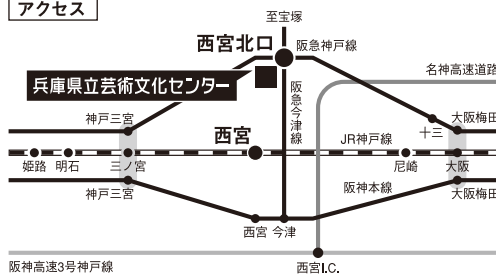 アクセス
至宝塚
西宮北口
阪急神戸線
名神高速道路
兵庫県立芸術文化センター
阪急今津線
神戸三宮
西宮
JR神戸線
十三
大阪梅田
姫路
明石
三ノ宮
尼崎
大阪
神戸三宮
阪神本線
大阪梅田
西宮
今津
阪神高速3号神戸線
西宮I.C.